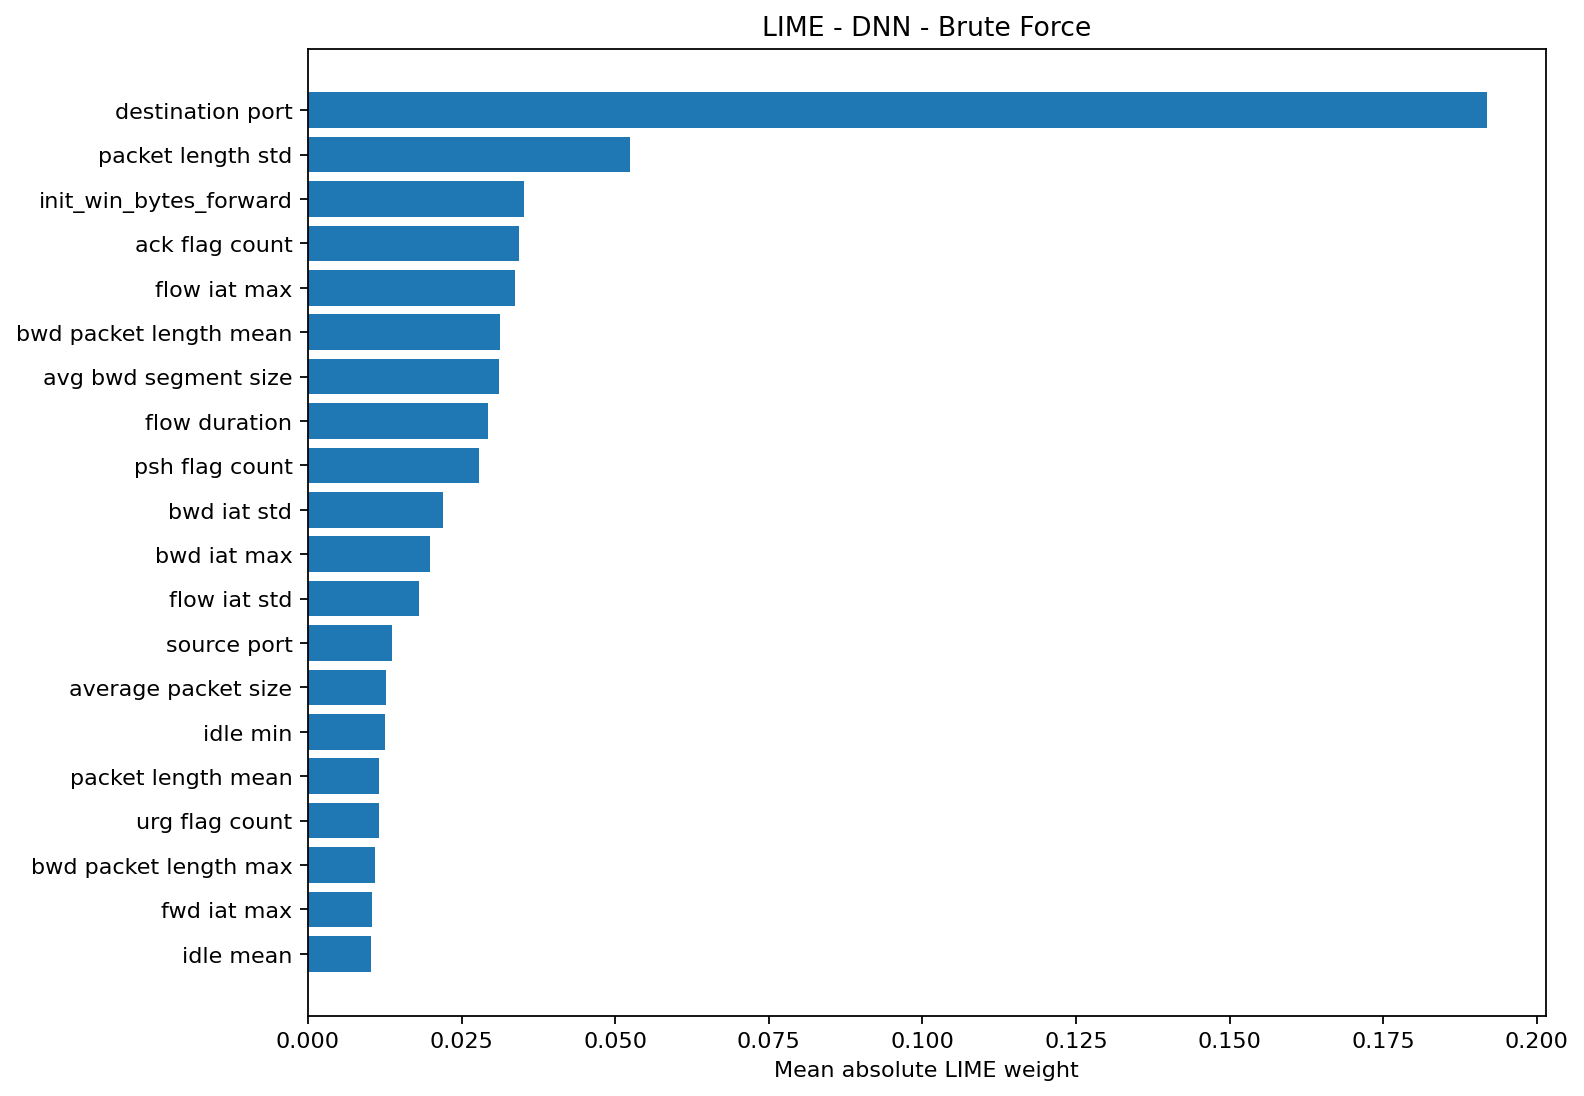 LIME - DNN - Brute Force
destination port
packet length std
init_win_bytes_forward
ack flag count
flow iat max
bwd packet length mean
avg bwd segment size
flow duration
psh flag count
bwd iat std
bwd iat max
flow iat std
source port
average packet size
idle min
packet length mean
urg flag count
bwd packet length max
fwd iat max
idle mean
0.000 0.025 0.050 0.075 0.100 0.125 0.150 0.175 0.200
Mean absolute LIME weight